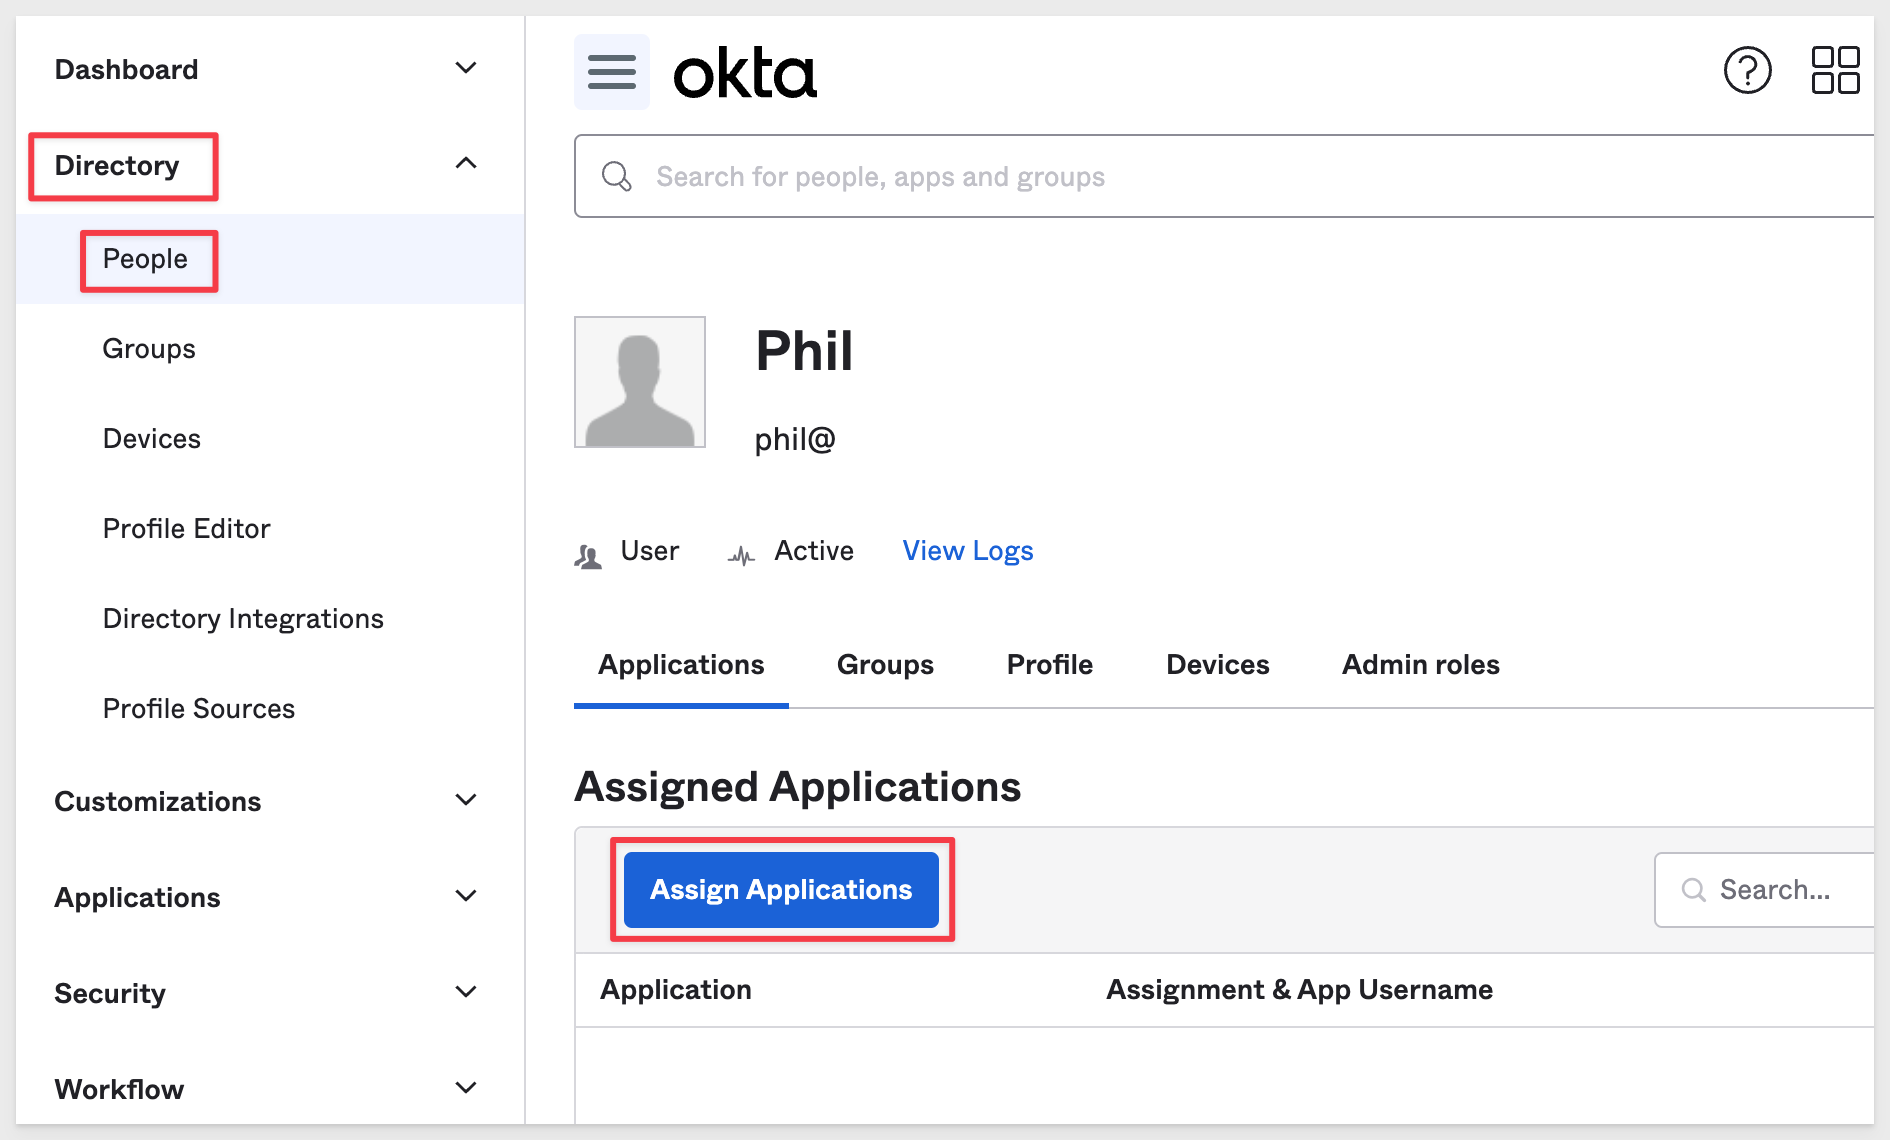 Dashboard
Directory
People
Groups
Devices
Profile Editor
Directory Integrations
Profile Sources
Customizations
Applications
Security
Workflow
okta
Search for people, apps and groups
Phil
phil@
User Active View Logs
Applications Groups Profile Devices Admin roles
Assigned Applications
Assign Applications Search...
Application Assignment & App Username